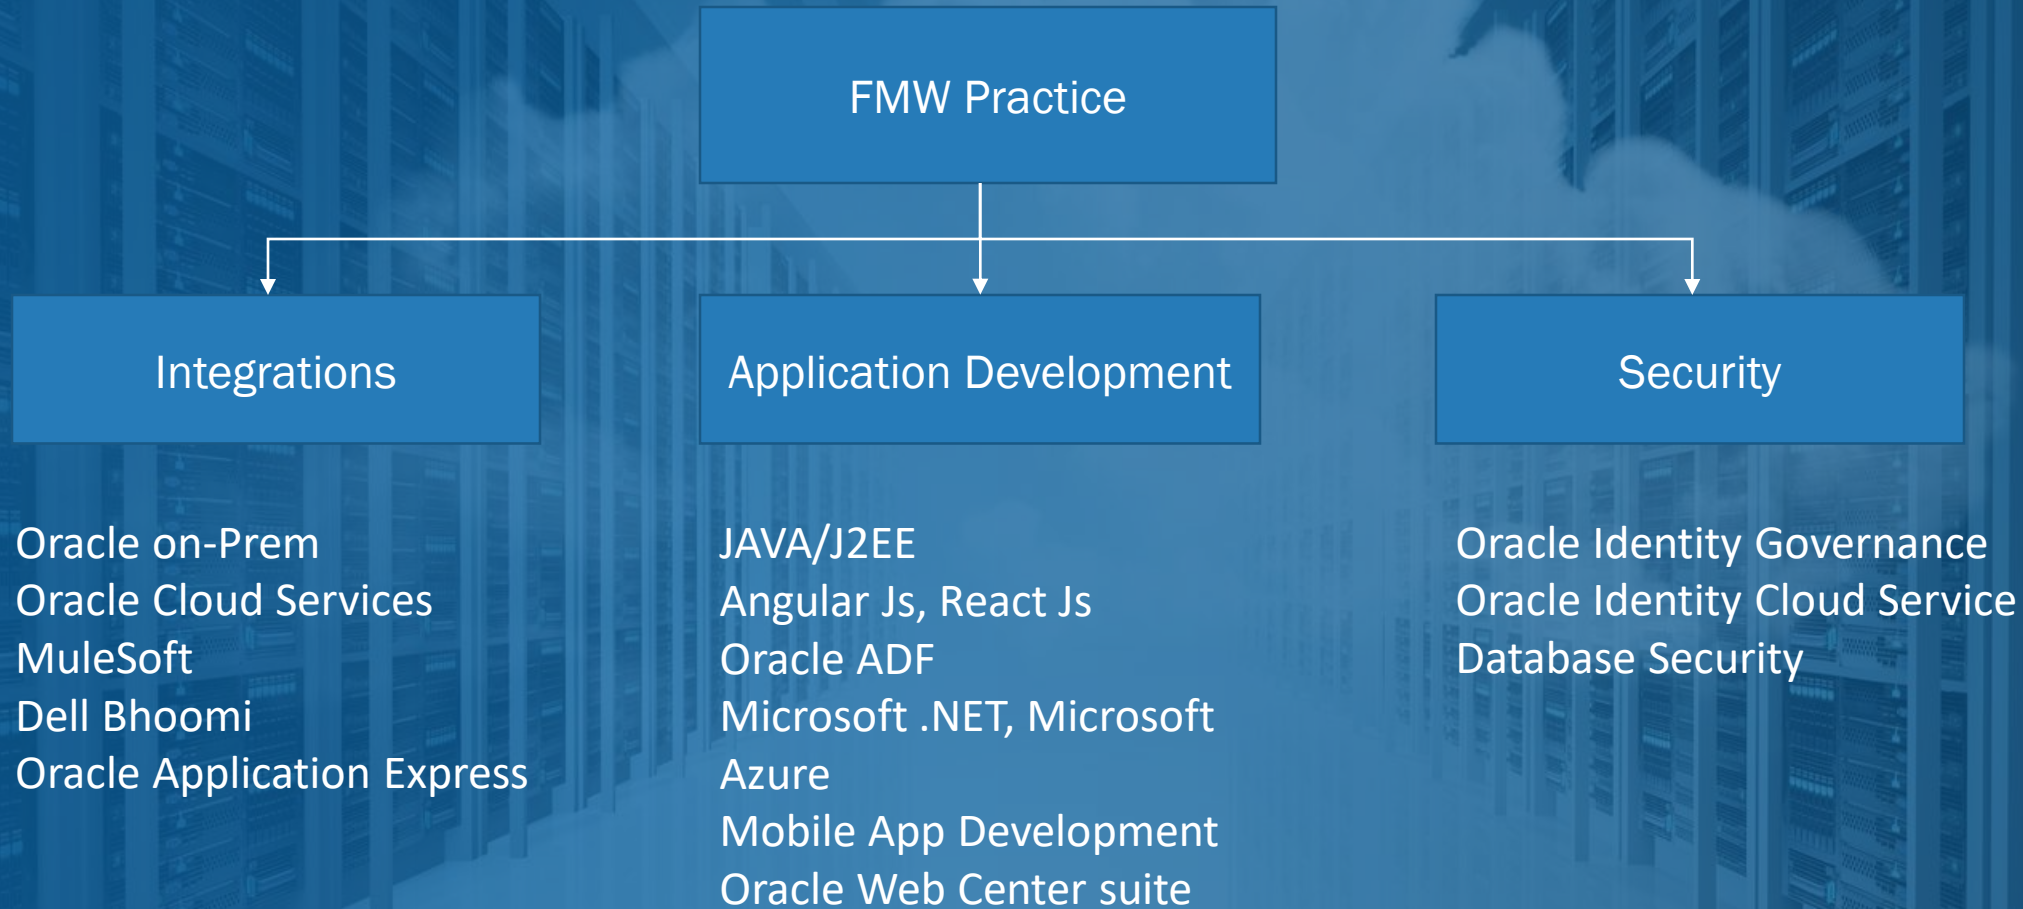 FMW Practice
Integrations
Application Development
Security
Oracle on-Prem
Oracle Cloud Services
MuleSoft
Dell Bhoomi
Oracle Application Express
JAVA/J2EE
Angular Js, React Js
Oracle ADF
Microsoft .NET, Microsoft
Azure
Mobile App Development
Oracle Web Center suite
Oracle Identity Governance
Oracle Identity Cloud Service
Database Security